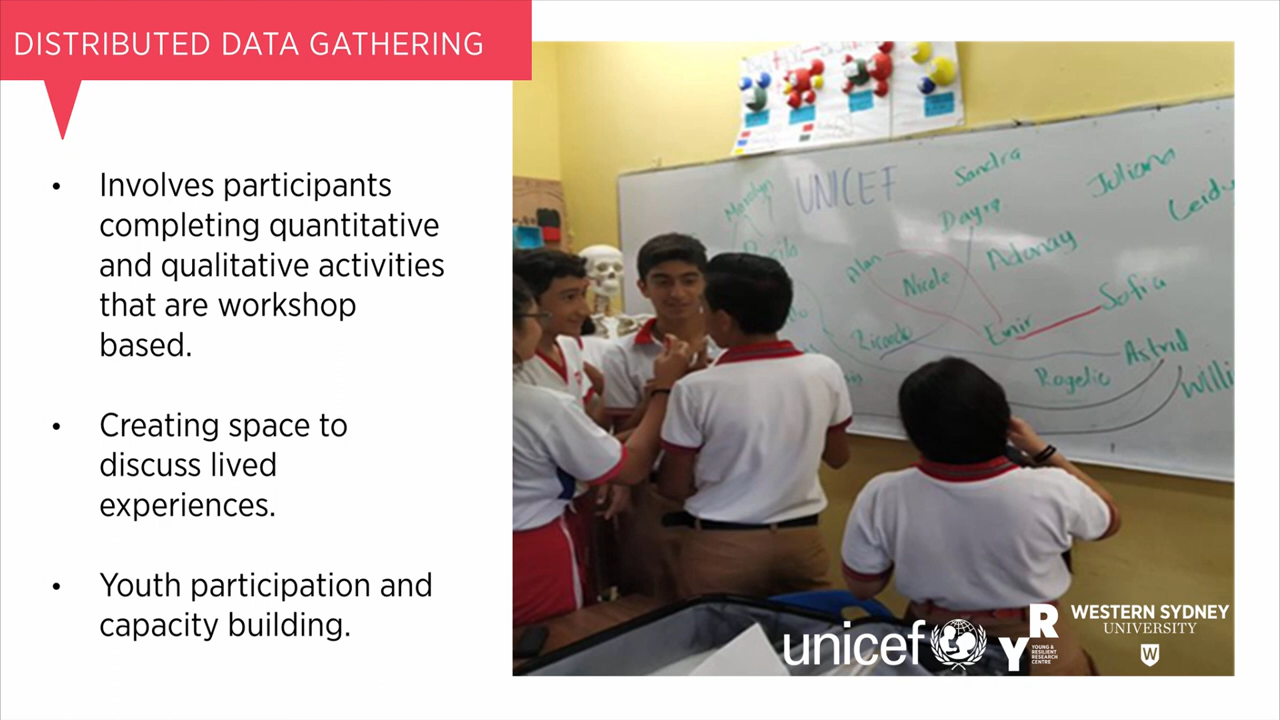 DISTRIBUTED DATA GATHERING
• Involves participants
completing quantitative
and qualitative activities
that are workshop
based.
• Creating space to
discuss lived
experiences.
• Youth participation and
capacity building.
UNICEF
Sandra
Juliana
Dayra
Adonay
Alan
Nicole
Sofia
Ricardo
Emir
Astrid
Rogelio
Willi
unicef
YR
YOUNG &
RESILIENT
RESEARCH
CENTRE
WESTERN SYDNEY
UNIVERSITY
W